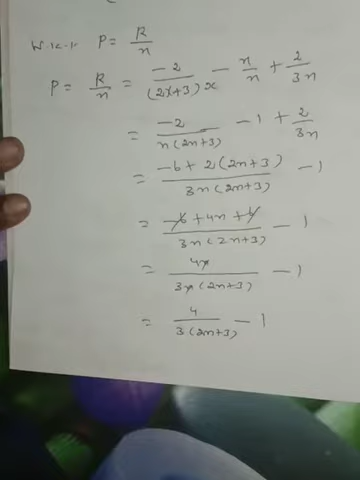 W.K.T P = R/n
P = R/n = -2/((2x+3)x) - n/n + 2/3n
= -2/(n(2n+3)) - 1 + 2/3n
= (-6 + 2(2n+3))/(3n(2n+3)) - 1
= (-6 + 4n + 6)/(3n(2n+3)) - 1
= 4n/(3n(2n+3)) - 1
= 4/(3(2n+3)) - 1